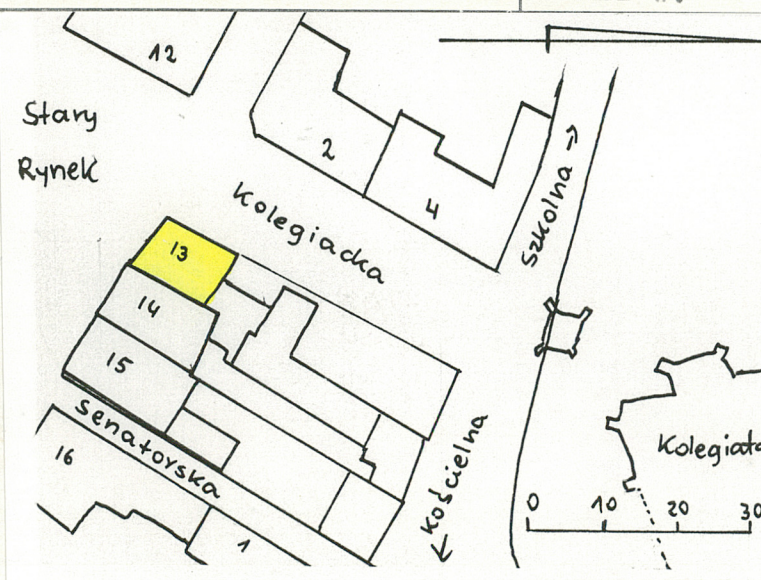 12
Stary
Rynek
2
4
Kolegiacka
szkolna →
13
14
15
senatorska
16
1
← Kościelna
Kolegiata
0 10 20 30